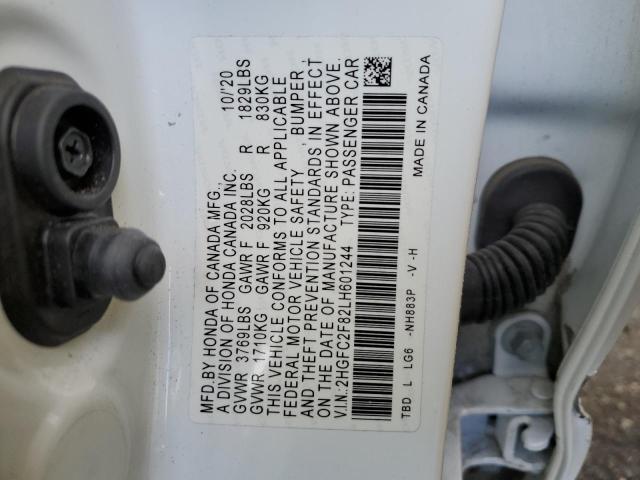 MFD.BY HONDA OF CANADA MFG., 10/'20
A DIVISION OF HONDA CANADA INC.
GVWR 3769LBS GAWR F 2028LBS R 1829LBS
GVWR 1710KG GAWR F 920KG R 830KG
THIS VEHICLE CONFORMS TO ALL APPLICABLE
FEDERAL MOTOR VEHICLE SAFETY, BUMPER,
AND THEFT PREVENTION STANDARDS IN EFFECT
ON THE DATE OF MANUFACTURE SHOWN ABOVE.
V.I.N.:2HGFC2F82LH601244 TYPE: PASSENGER CAR
MADE IN CANADA
TBD L LG6 -NH883P -V-H